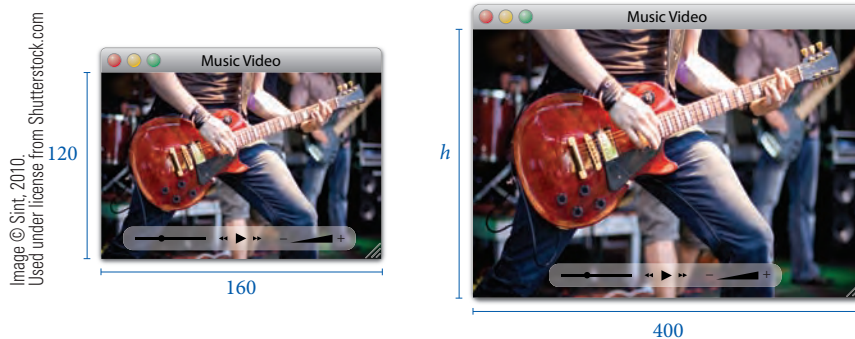 Image © Sint, 2010.
Used under license from Shutterstock.com
Music Video
120
160
Music Video
h
400